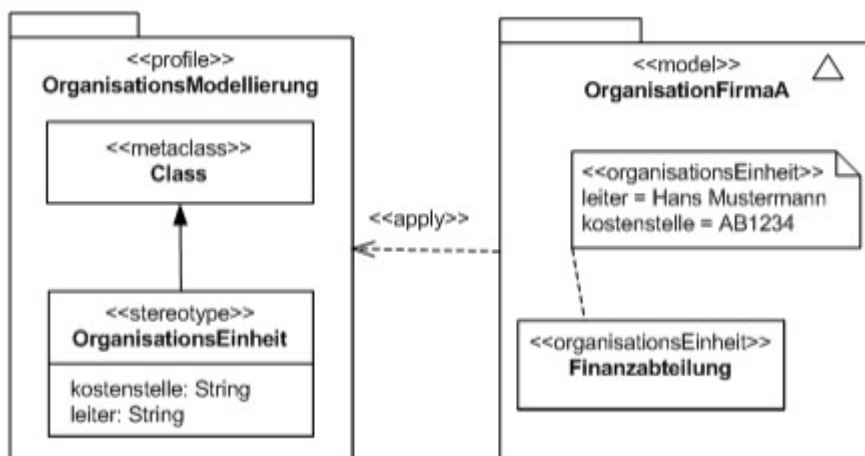 <<profile>>
OrganisationsModellierung
<<metaclass>>
Class
<<stereotype>>
OrganisationsEinheit
kostenstelle: String
leiter: String
<<apply>>
<<model>>
OrganisationFirmaA
<<organisationsEinheit>>
leiter = Hans Mustermann
kostenstelle = AB1234
<<organisationsEinheit>>
Finanzabteilung